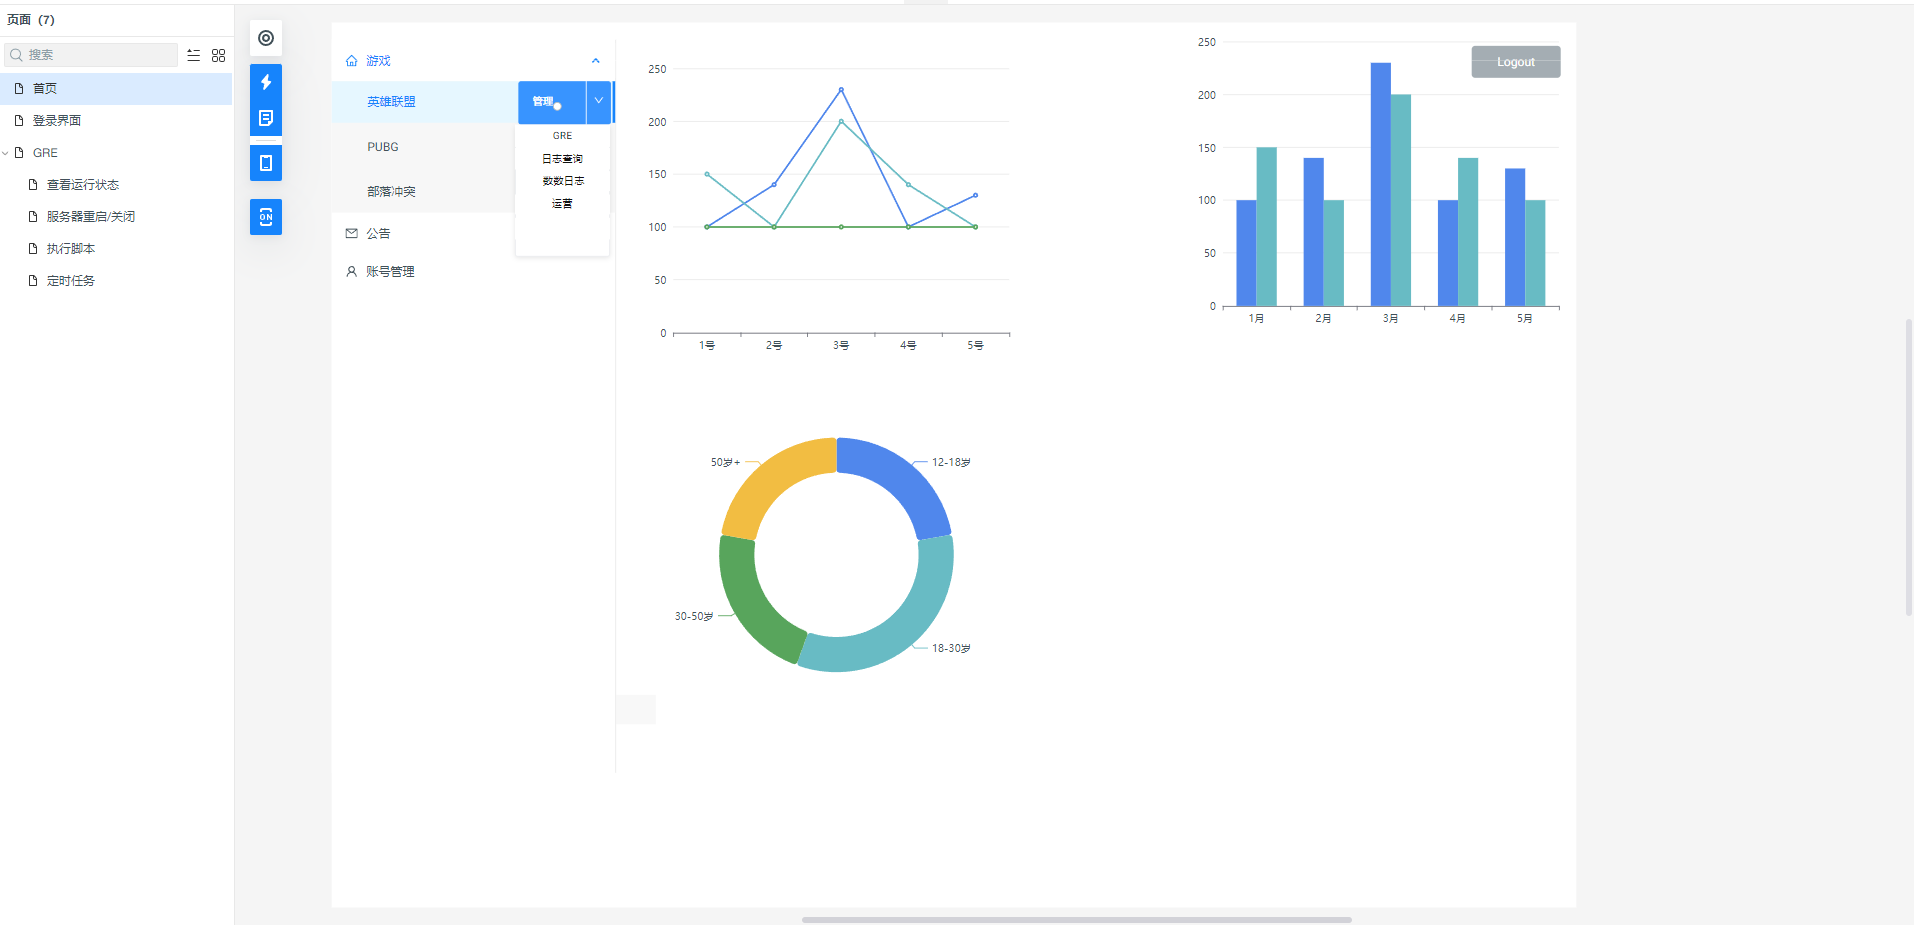 页面 (7)
搜索
首页
登录界面
GRE
查看运行状态
服务器重启/关闭
执行脚本
定时任务
ON
游戏
英雄联盟
管理
PUBG
部落冲突
公告
账号管理
GRE
日志查询
数数日志
运营
250
200
150
100
50
0
1号
2号
3号
4号
5号
250
200
150
100
50
0
1月
2月
3月
4月
5月
Logout
50岁+
12-18岁
30-50岁
18-30岁